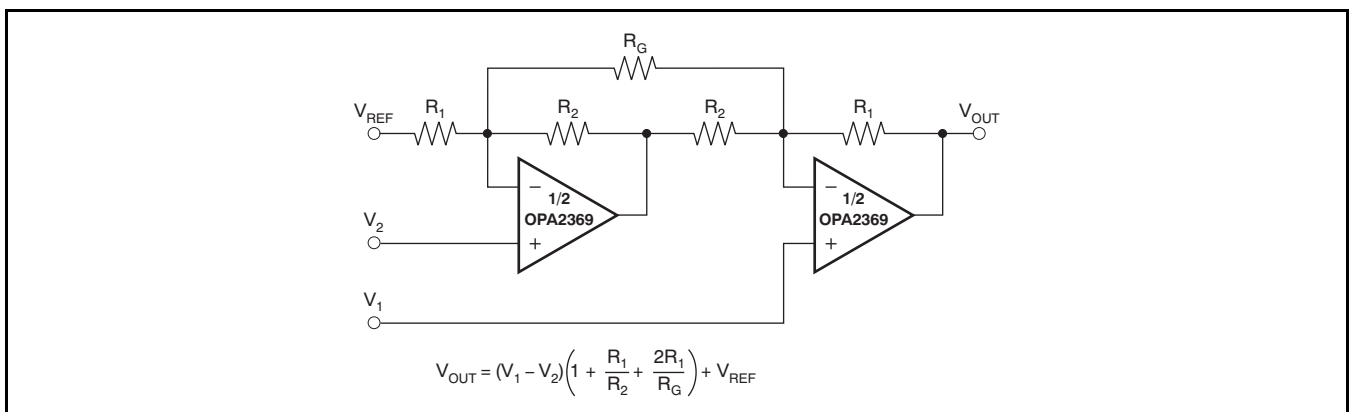 R_G
V_REF R_1 R_2 R_2 R_1 V_OUT
− 1/2 OPA2369 +
− 1/2 OPA2369 +
V_2
V_1
V_OUT = (V_1 − V_2)(1 + R_1/R_2 + 2R_1/R_G) + V_REF